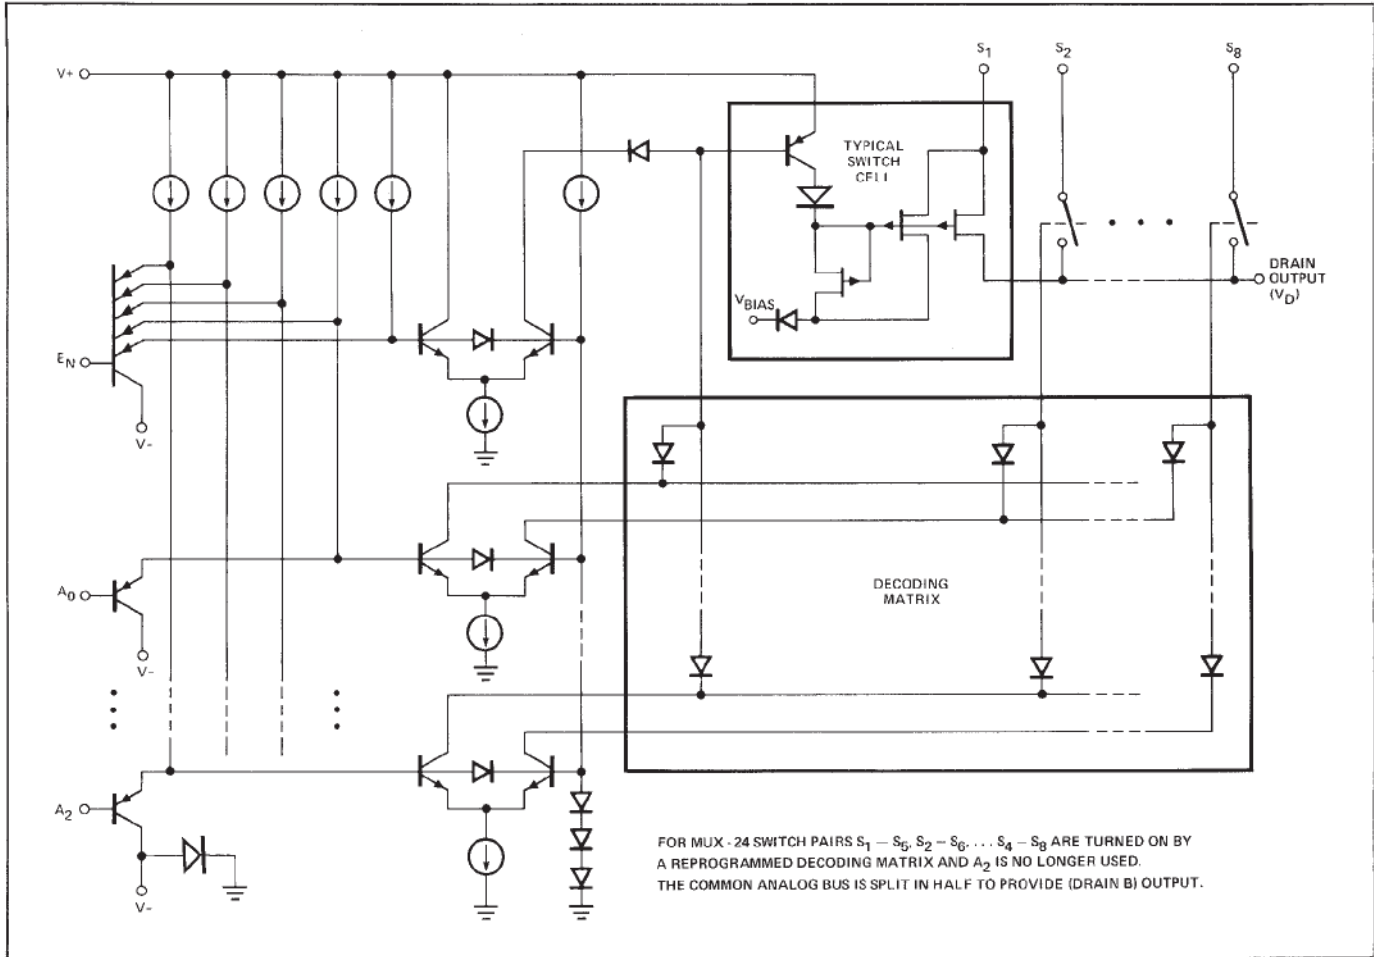 V+
S1
S2
S8
TYPICAL
SWITCH
CELL
DRAIN
OUTPUT
(VD)
VBIAS
EN
V-
A0
V-
DECODING
MATRIX
A2
V-
FOR MUX - 24 SWITCH PAIRS S1 – S5, S2 – S6, . . . S4 – S8 ARE TURNED ON BY
A REPROGRAMMED DECODING MATRIX AND A2 IS NO LONGER USED.
THE COMMON ANALOG BUS IS SPLIT IN HALF TO PROVIDE (DRAIN B) OUTPUT.